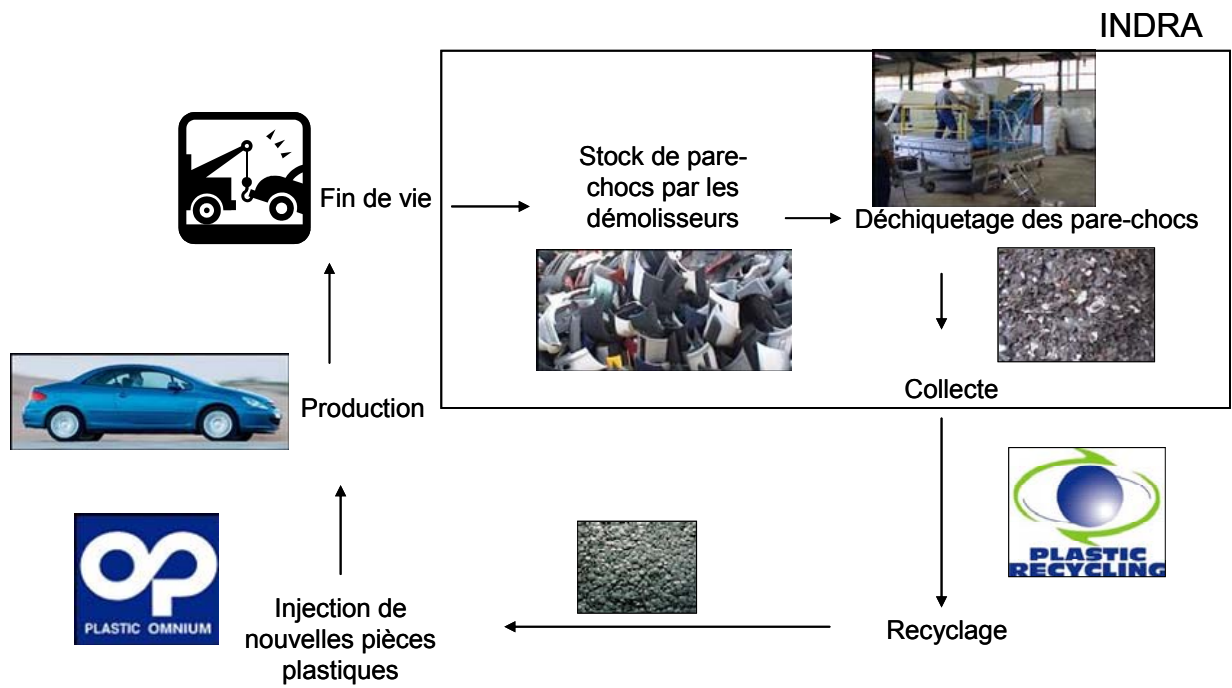 INDRA
Stock de pare-
chocs par les
démolisseurs
Fin de vie
Déchiquetage des pare-chocs
Collecte
Production
PLASTIC
RECYCLING
PLASTIC OMNIUM
Injection de
nouvelles pièces
plastiques
Recyclage